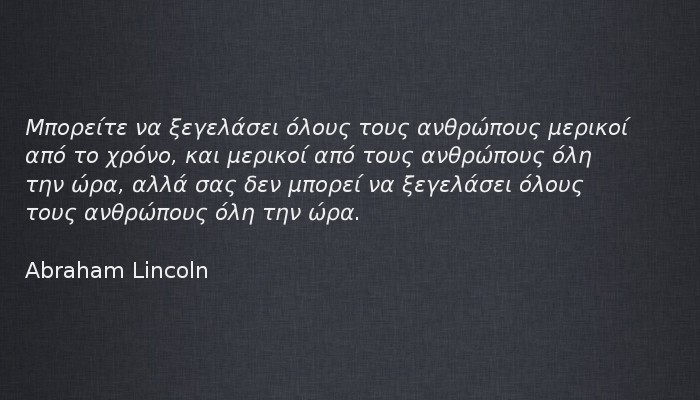 Μπορείτε να ξεγελάσει όλους τους ανθρώπους μερικοί
από το χρόνο, και μερικοί από τους ανθρώπους όλη
την ώρα, αλλά σας δεν μπορεί να ξεγελάσει όλους
τους ανθρώπους όλη την ώρα.
Abraham Lincoln